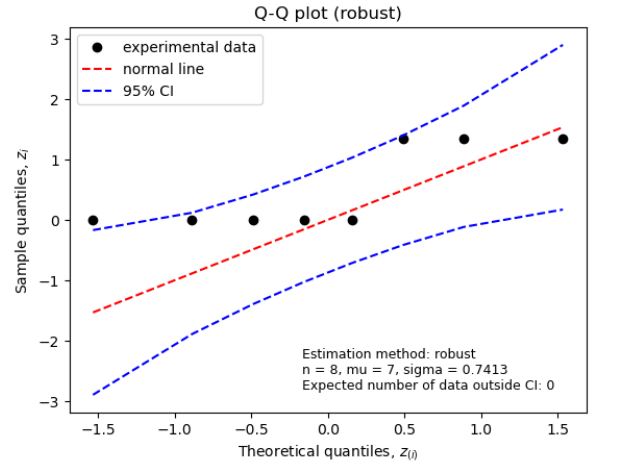 Q-Q plot (robust)
experimental data
normal line
95% CI
3
2
1
0
−1
−2
−3
Sample quantiles, zᵢ
Estimation method: robust
n = 8, mu = 7, sigma = 0.7413
Expected number of data outside CI: 0
−1.5 −1.0 −0.5 0.0 0.5 1.0 1.5
Theoretical quantiles, z₍ᵢ₎